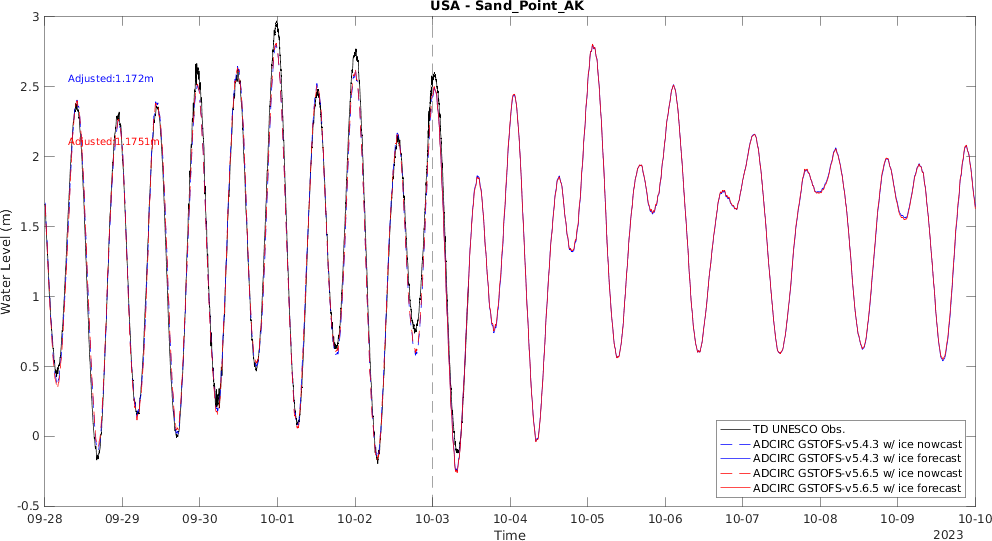 USA - Sand_Point_AK
3
2.5
2
1.5
1
0.5
0
-0.5
Water Level (m)
Adjusted:1.172m
Adjusted:1.1751m
TD UNESCO Obs.
ADCIRC GSTOFS-v5.4.3 w/ ice nowcast
ADCIRC GSTOFS-v5.4.3 w/ ice forecast
ADCIRC GSTOFS-v5.6.5 w/ ice nowcast
ADCIRC GSTOFS-v5.6.5 w/ ice forecast
09-28 09-29 09-30 10-01 10-02 10-03 10-04 10-05 10-06 10-07 10-08 10-09 10-10
Time
2023